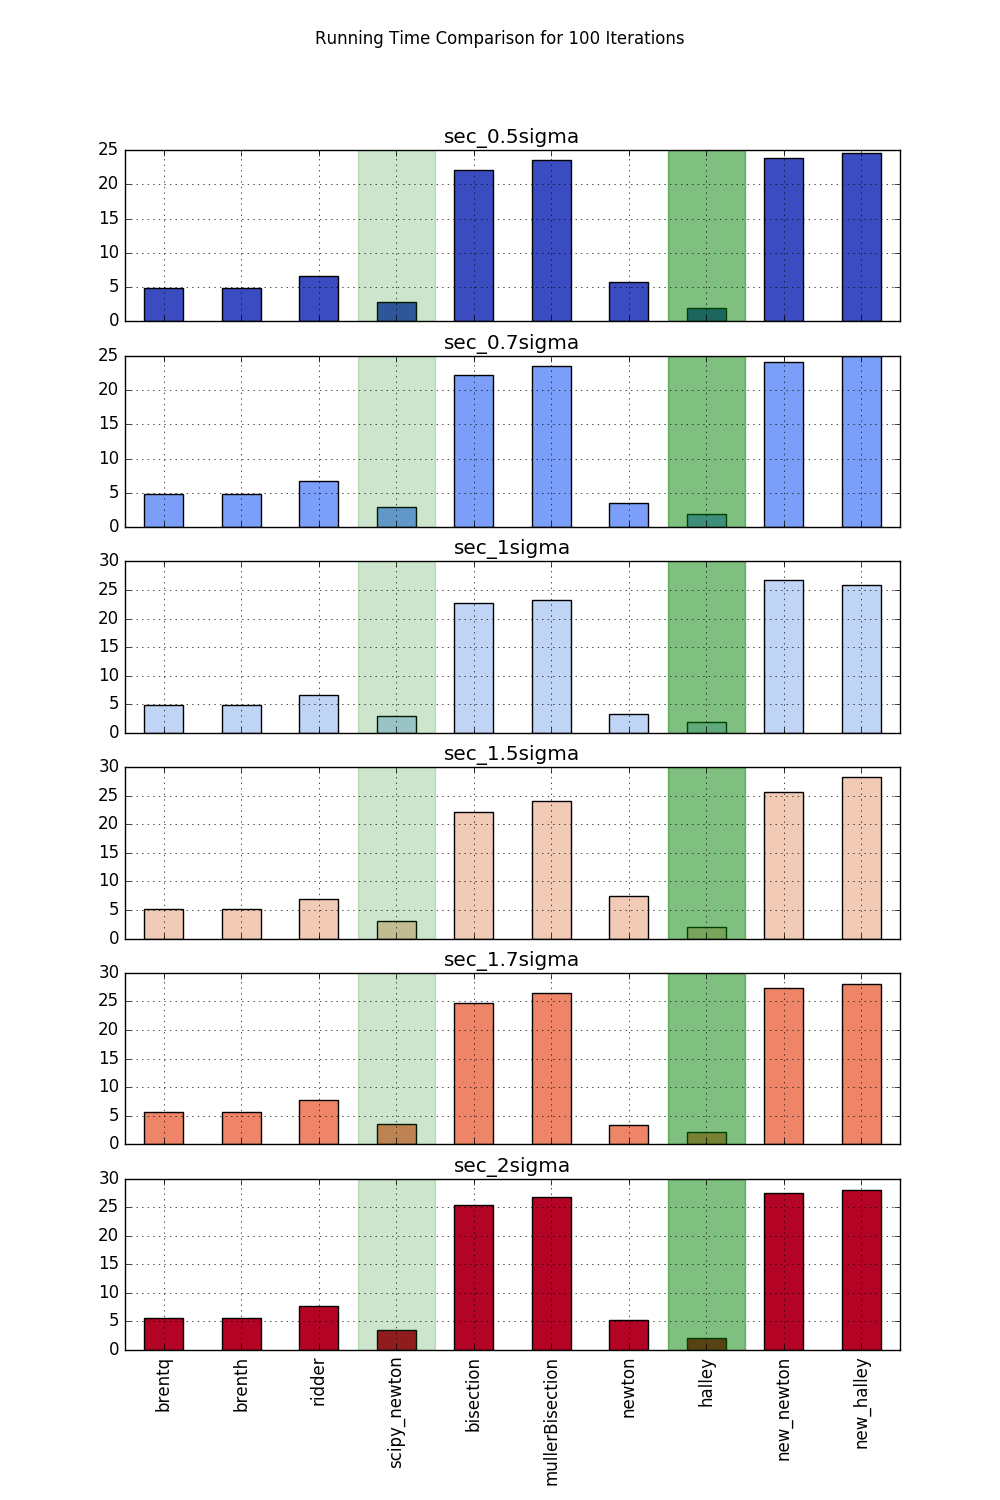 Running Time Comparison for 100 Iterations
sec_0.5sigma
25
20
15
10
5
0
sec_0.7sigma
25
20
15
10
5
0
sec_1sigma
30
25
20
15
10
5
0
sec_1.5sigma
30
25
20
15
10
5
0
sec_1.7sigma
30
25
20
15
10
5
0
sec_2sigma
30
25
20
15
10
5
0
brentq
brenth
ridder
scipy_newton
bisection
mullerBisection
newton
halley
new_newton
new_halley